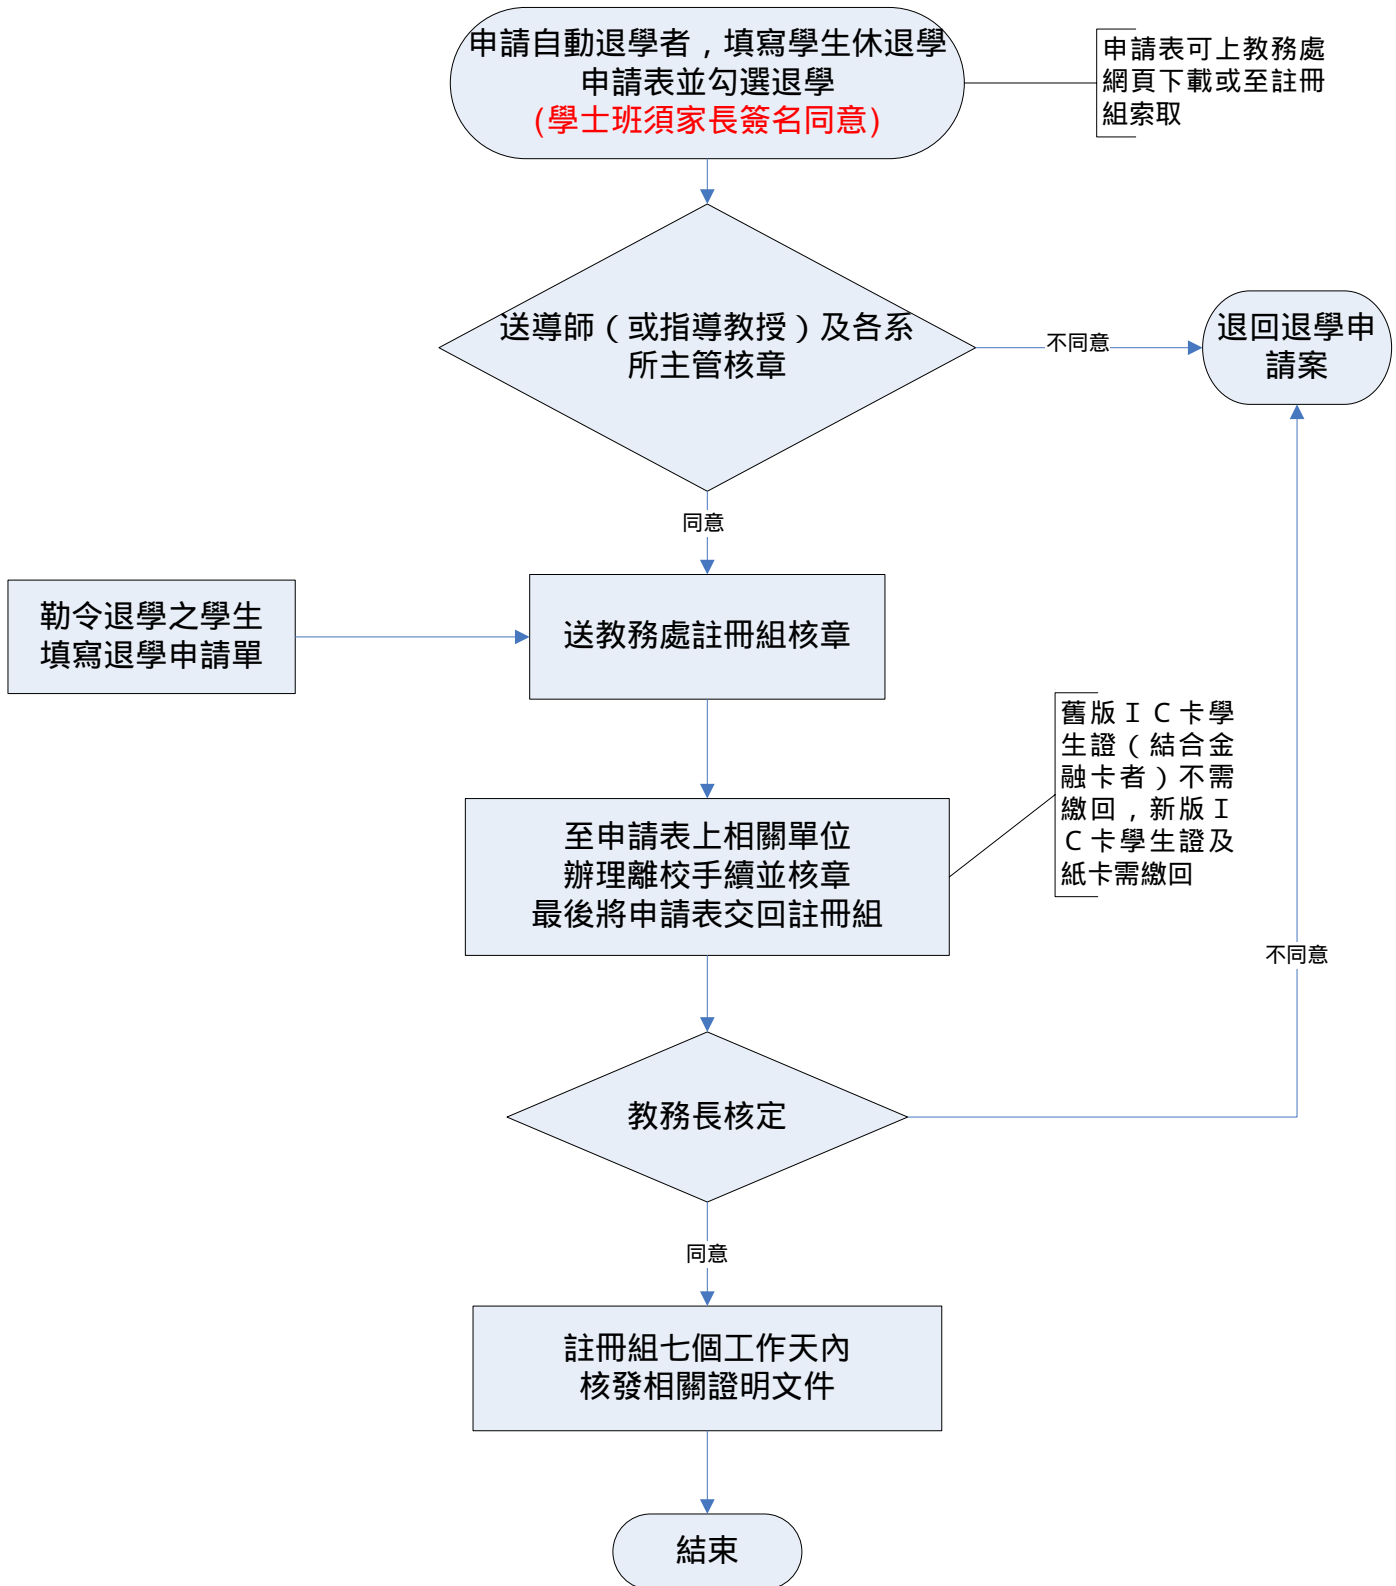 申請自動退學者，填寫學生休退學
申請表並勾選退學
(學士班須家長簽名同意)
申請表可上教務處
網頁下載或至註冊
組索取
送導師（或指導教授）及各系
所主管核章
不同意
退回退學申
請案
同意
勒令退學之學生
填寫退學申請單
送教務處註冊組核章
舊版ＩＣ卡學
生證（結合金
融卡者）不需
繳回，新版Ｉ
Ｃ卡學生證及
紙卡需繳回
至申請表上相關單位
辦理離校手續並核章
最後將申請表交回註冊組
不同意
教務長核定
同意
註冊組七個工作天內
核發相關證明文件
結束